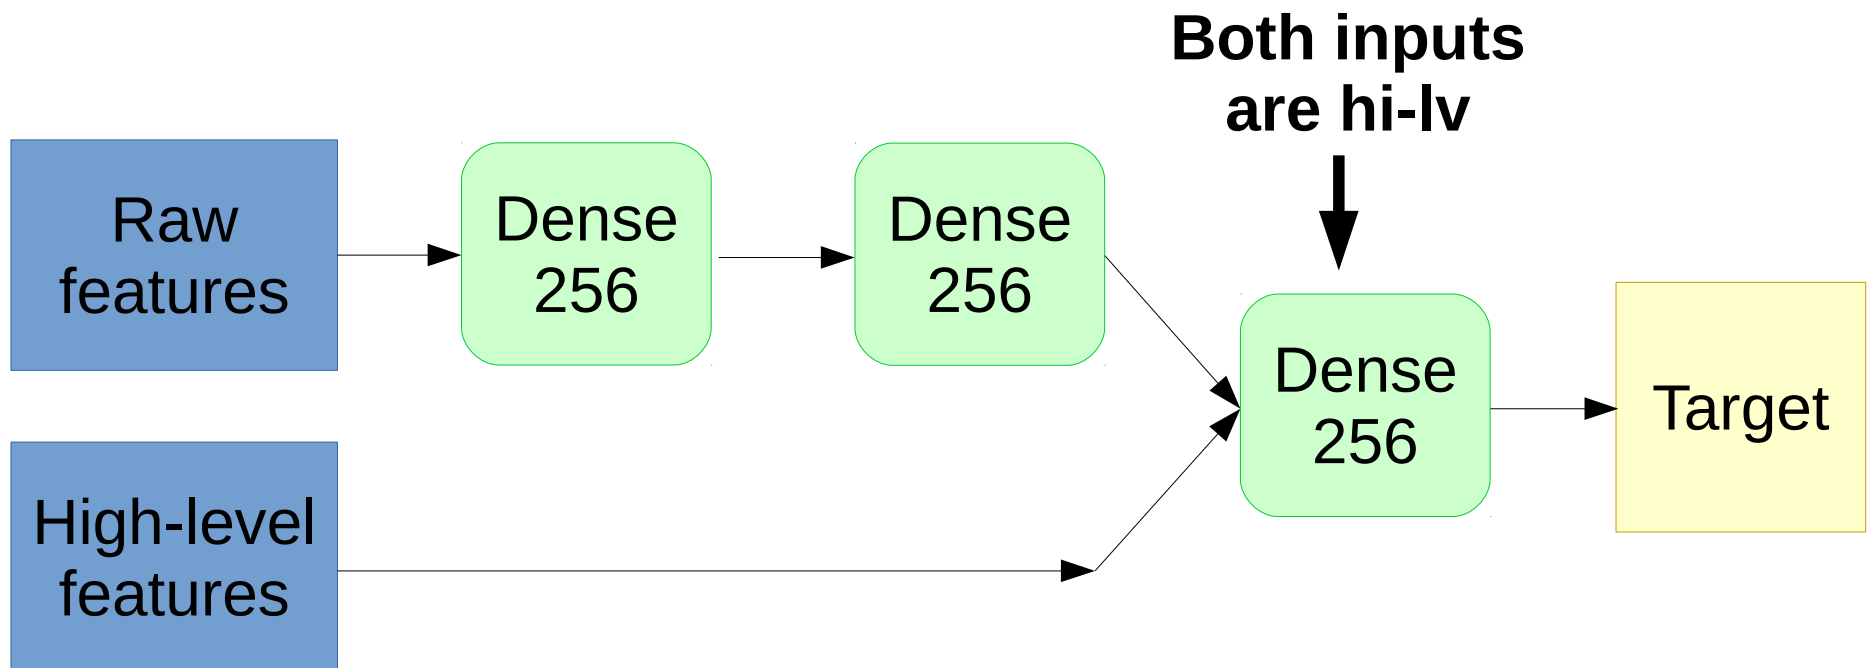 Both inputs
are hi-lv
Raw
features
Dense
256
Dense
256
Dense
256
Target
High-level
features